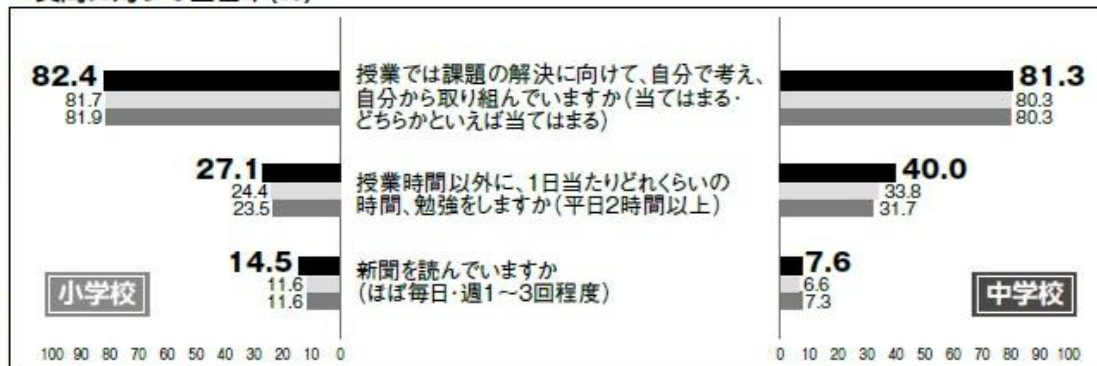 82.4
81.7
81.9
授業では課題の解決に向けて、自分で考え、
自分から取り組んでいますか(当てはまる・
どちらかといえば当てはまる)
81.3
80.3
80.3
27.1
24.4
23.5
授業時間以外に、1日当たりどれくらいの
時間、勉強をしますか(平日2時間以上)
40.0
33.8
31.7
14.5
11.6
11.6
新聞を読んでいますか
(ほぼ毎日・週1～3回程度)
7.6
6.6
7.3
小学校
中学校
100 90 80 70 60 50 40 30 20 10 0
0 10 20 30 40 50 60 70 80 90 100